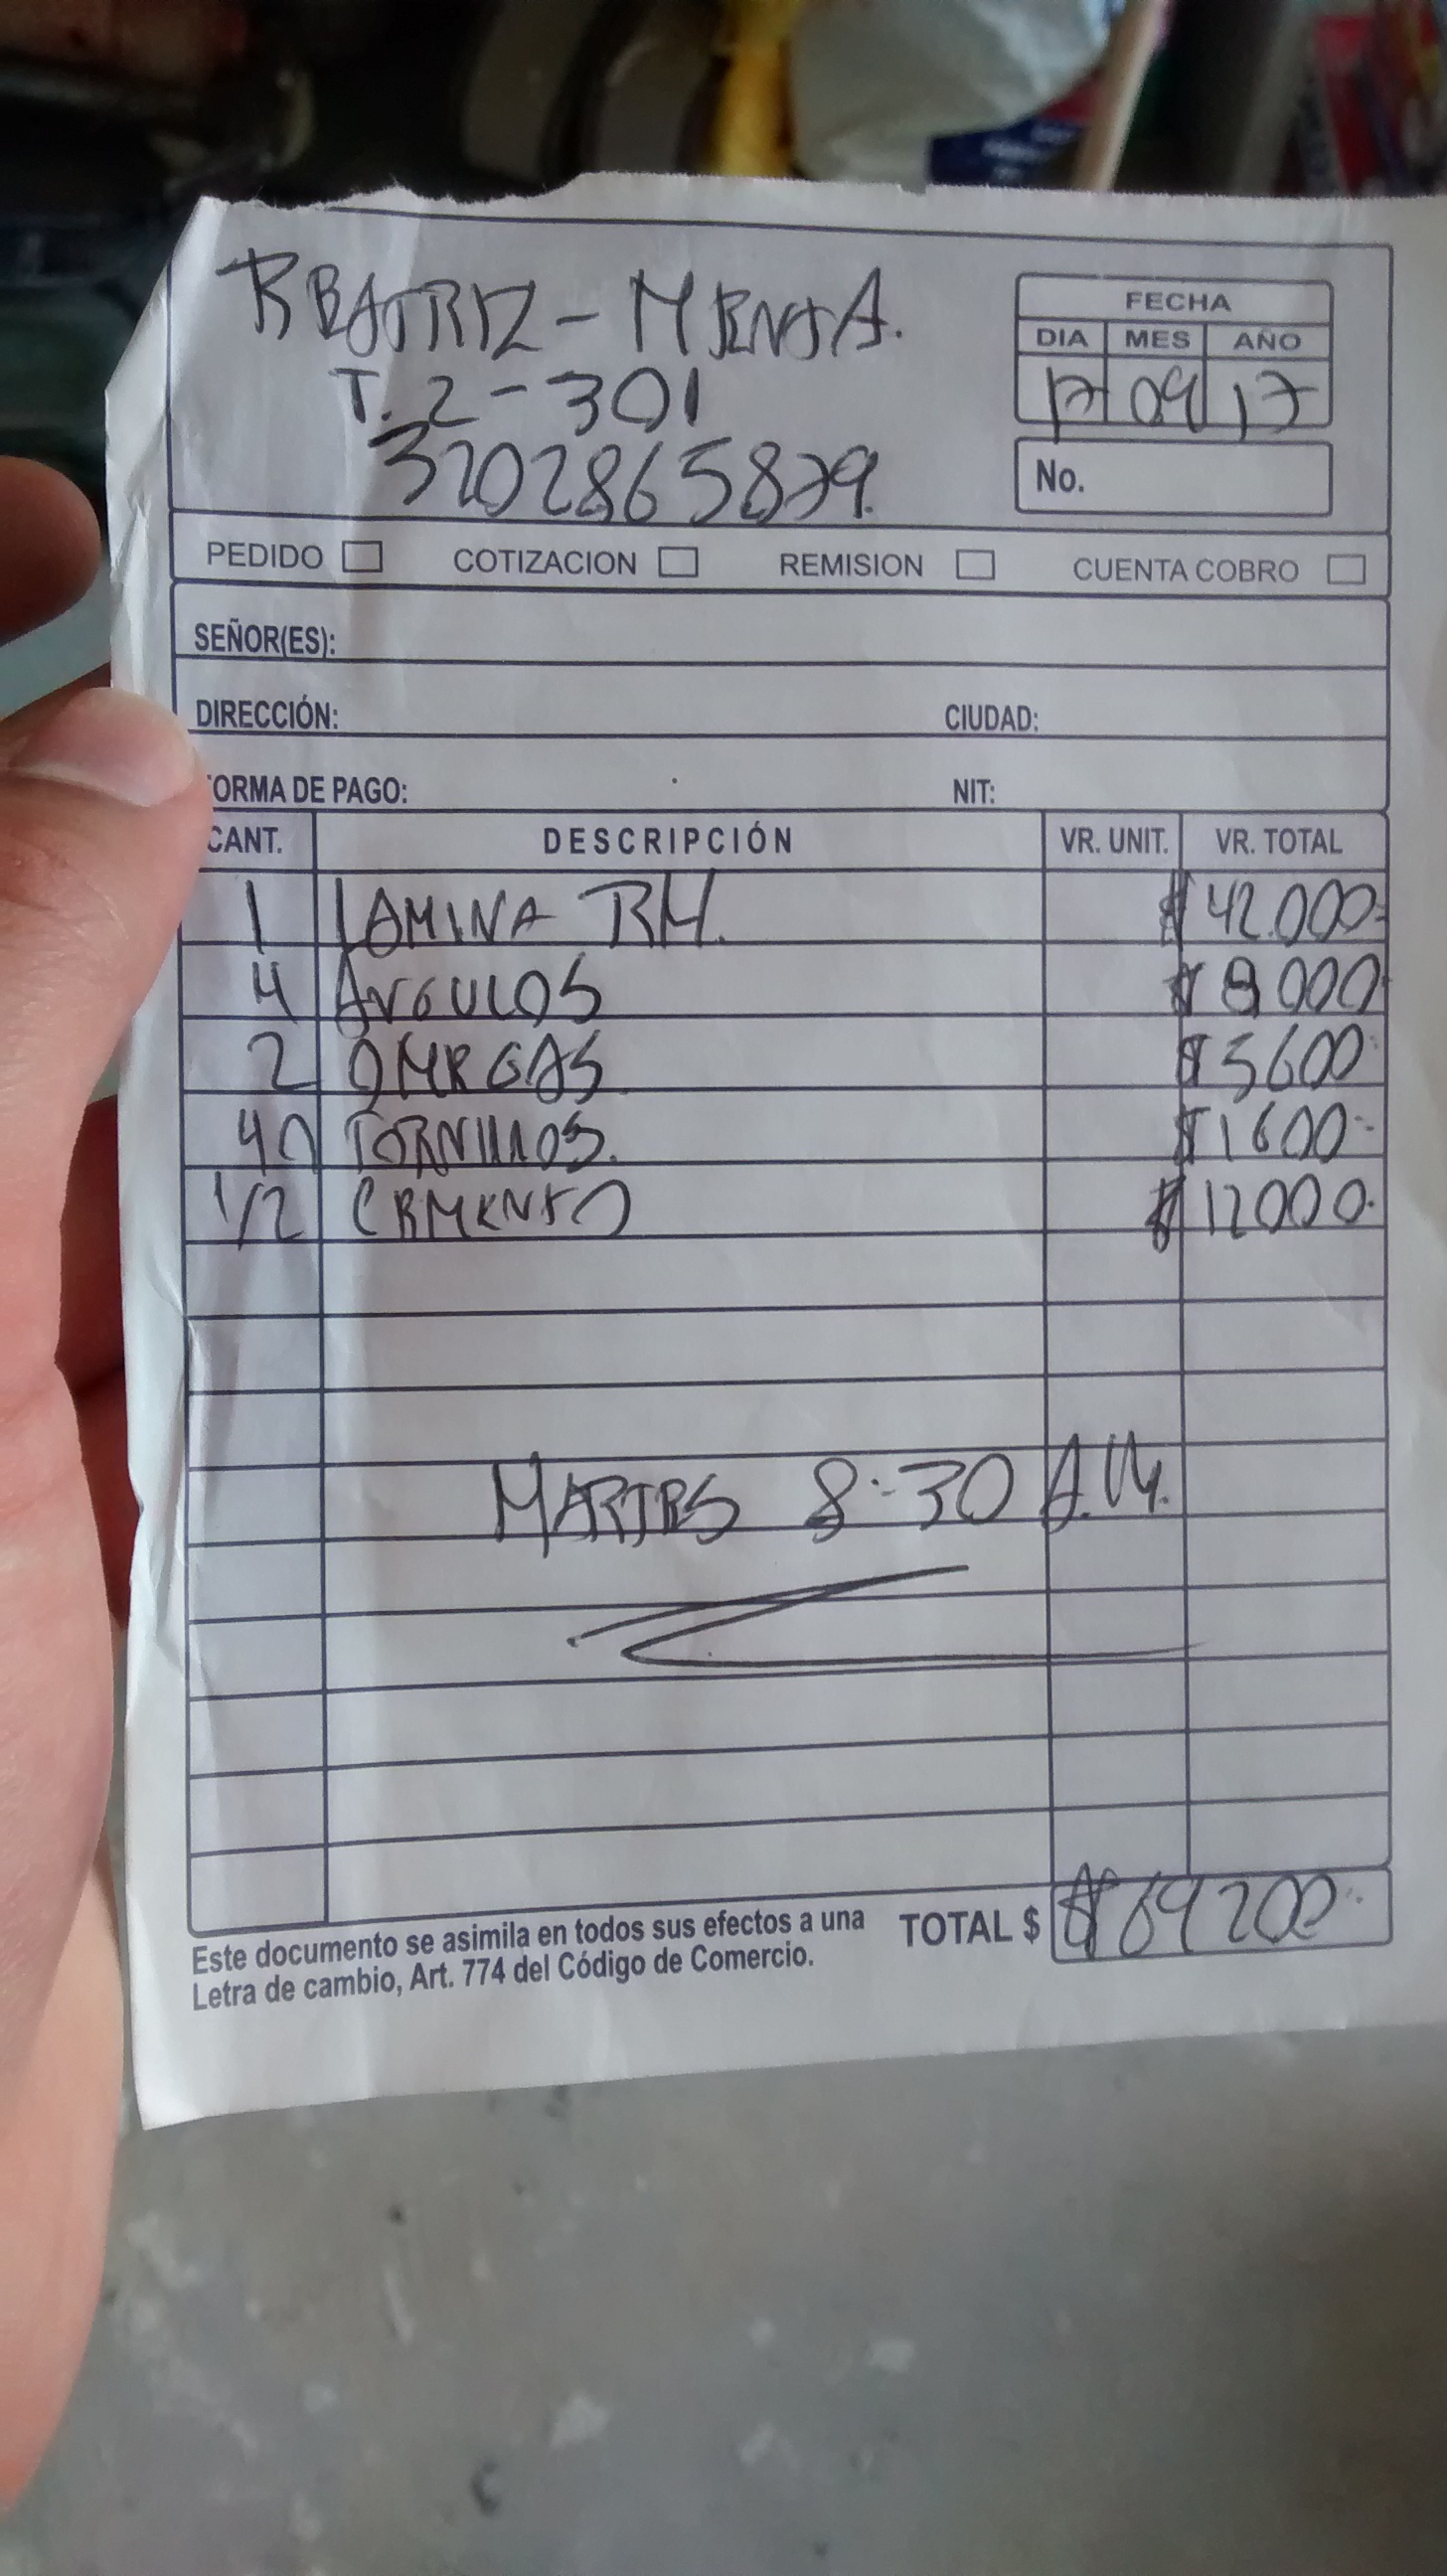 BEATRIZ - MENTA.
T. 2 - 301
3202865879.
FECHA
DIA MES AÑO
17 09 17
No.
PEDIDO COTIZACION REMISION CUENTA COBRO
SEÑOR(ES):
DIRECCIÓN: CIUDAD:
ORMA DE PAGO: NIT:
CANT. DESCRIPCIÓN VR. UNIT. VR. TOTAL
1 LAMINA RH. $ 42.000
4 ANGULOS $ 8000
2 OMEGAS $ 5600
40 TORNILLOS. $ 1600
1/2 CEMENTO $ 12000.
MARTES 8:30 A.M.
Este documento se asimila en todos sus efectos a una
Letra de cambio, Art. 774 del Código de Comercio.
TOTAL $ $ 69200